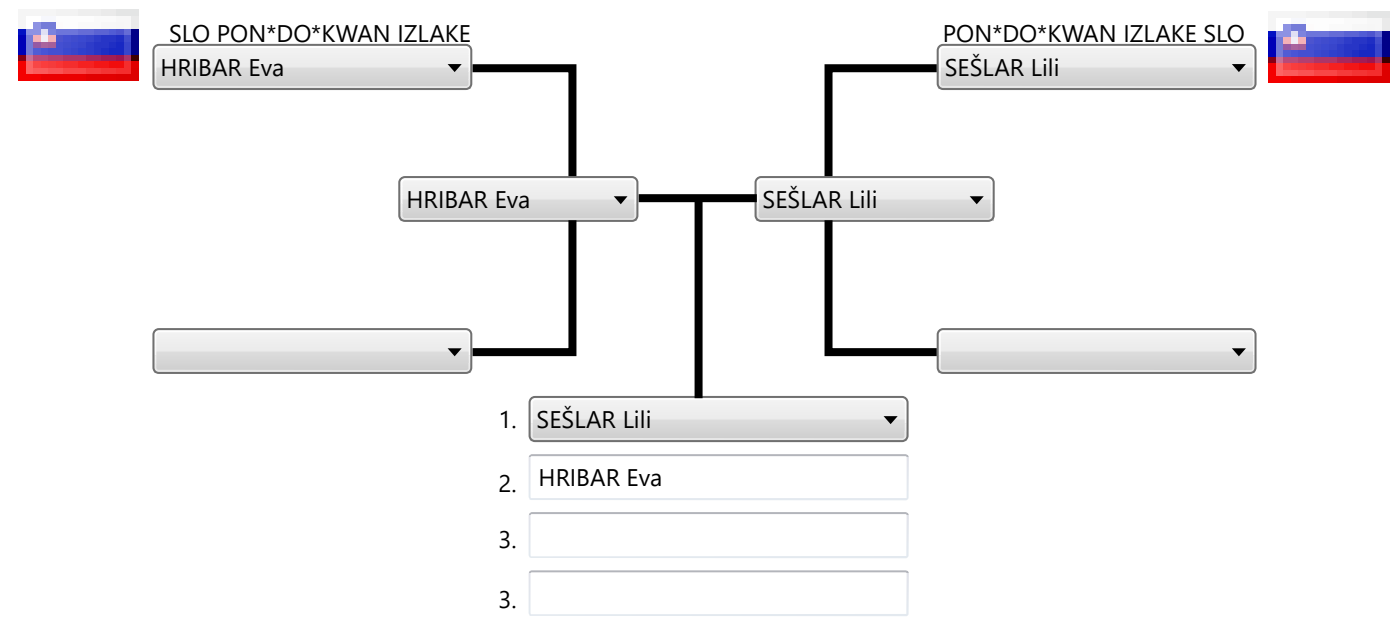 SLO PON*DO*KWAN IZLAKE
HRIBAR Eva
PON*DO*KWAN IZLAKE SLO
SEŠLAR Lili
HRIBAR Eva
SEŠLAR Lili
1. SEŠLAR Lili
2. HRIBAR Eva
3.
3.